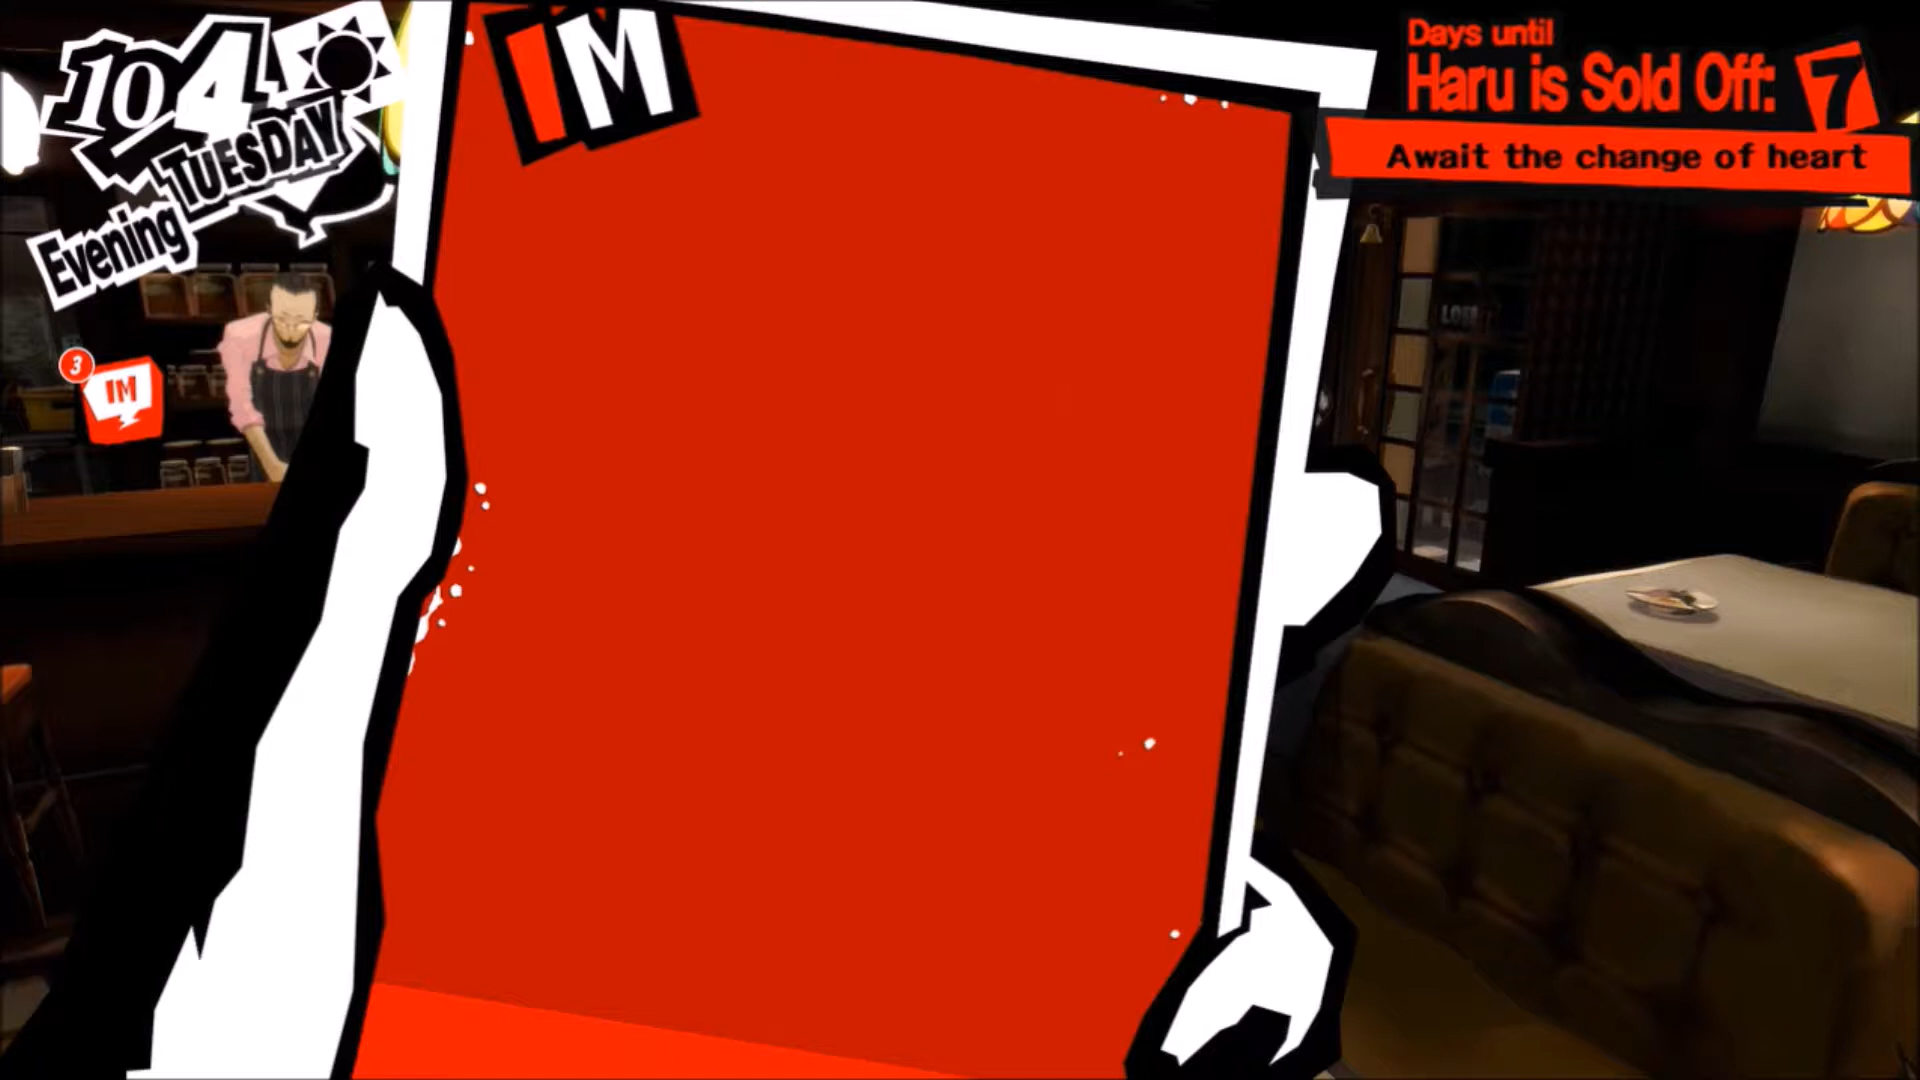 10/4
TUESDAY
Evening
3
IM
IM
Days until
Haru is Sold Off: 7
Await the change of heart